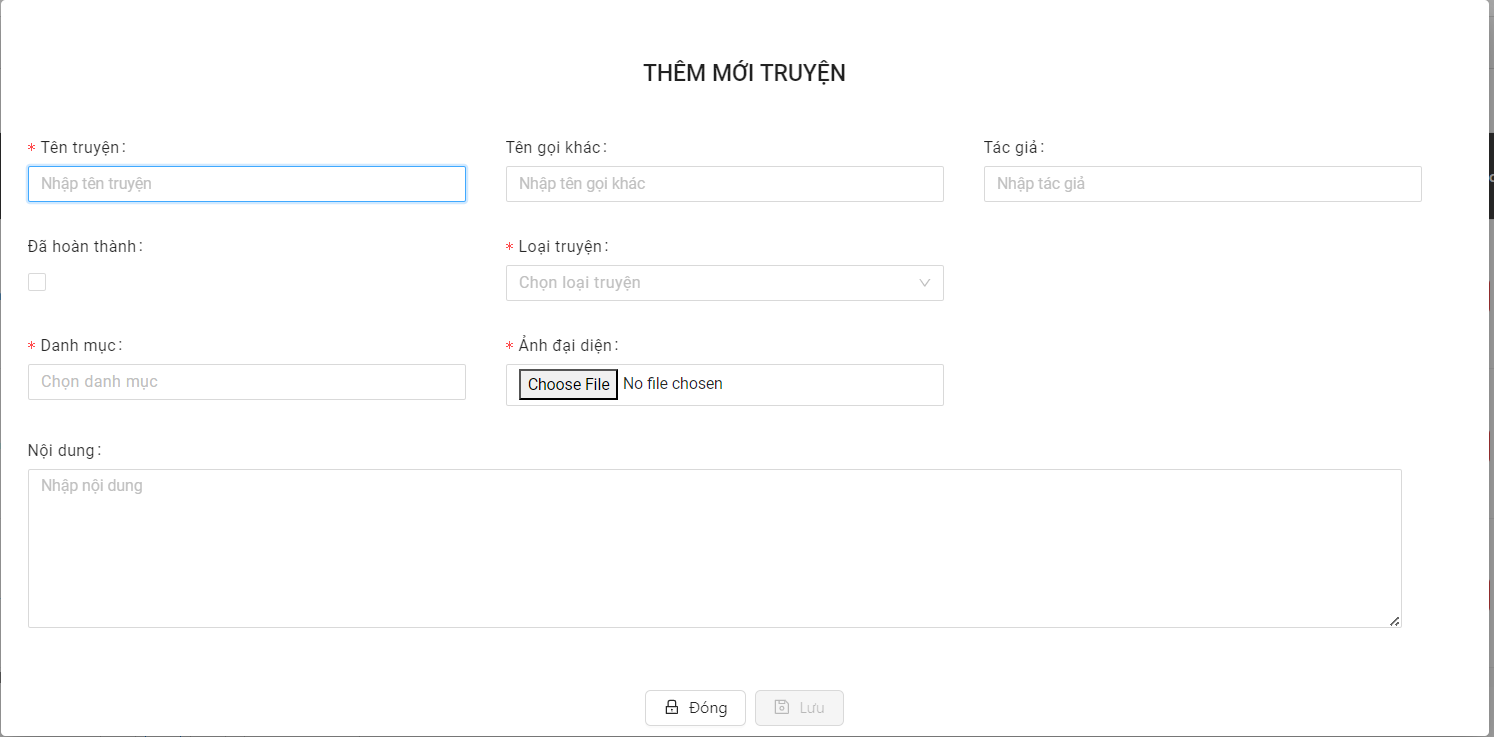 THÊM MỚI TRUYỆN
* Tên truyện:
Nhập tên truyện
Tên gọi khác:
Nhập tên gọi khác
Tác giả:
Nhập tác giả
Đã hoàn thành:
* Loại truyện:
Chọn loại truyện
* Danh mục:
Chọn danh mục
* Ảnh đại diện:
Choose File No file chosen
Nội dung:
Nhập nội dung
Đóng
Lưu